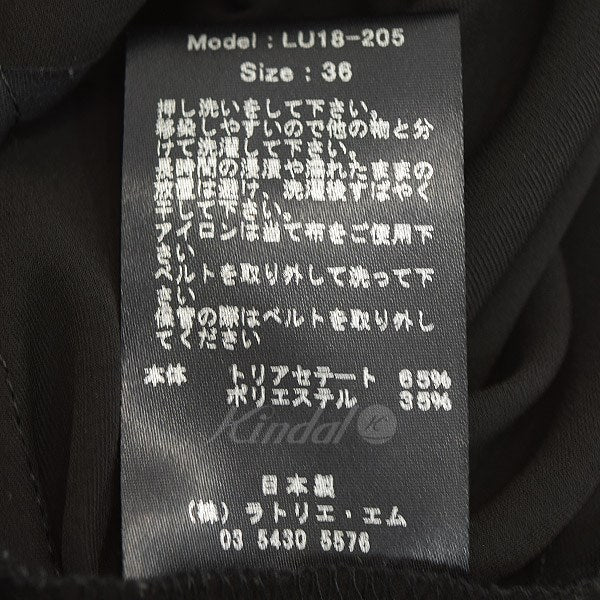 Model : LU18-205
Size : 36
押し洗いをして下さい。
移染しやすいので他の物と分
けて洗濯して下さい。
長時間の浸漬や濡れたままの
放置は避け、洗濯後すばやく
干して下さい。
アイロンは当て布をご使用下
さい
ベルトを取り外して洗って下
さい
保管の際はベルトを取り外し
てください
本体 トリアセテート 65%
ポリエステル 35%
Kindal
日本製
(株) ラトリエ・エム
03 5430 5576